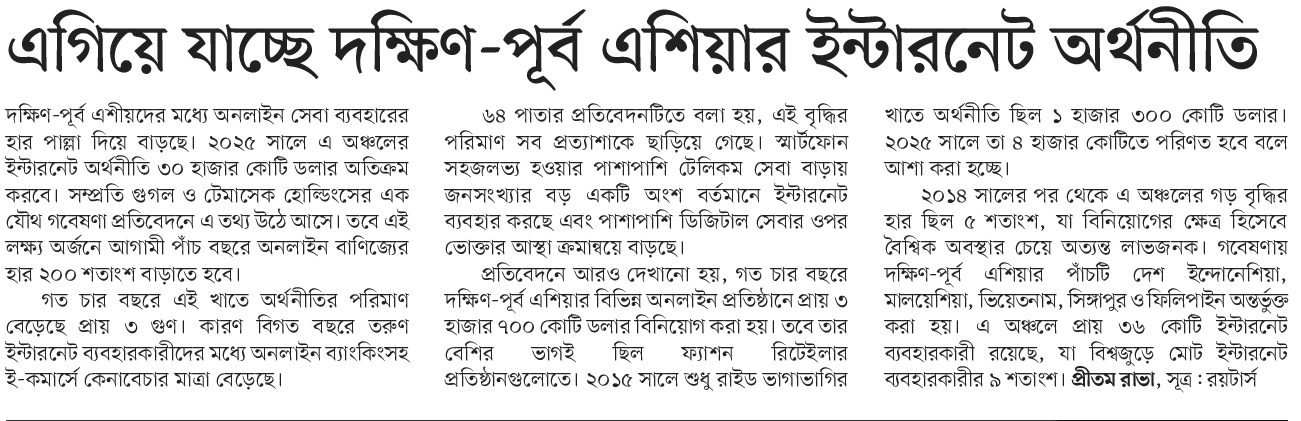 এগিয়ে যাচ্ছে দক্ষিণ-পূর্ব এশিয়ার ইন্টারনেট অর্থনীতি
দক্ষিণ-পূর্ব এশীয়দের মধ্যে অনলাইন সেবা ব্যবহারের
হার পাল্লা দিয়ে বাড়ছে। ২০২৫ সালে এ অঞ্চলের
ইন্টারনেট অর্থনীতি ৩০ হাজার কোটি ডলার অতিক্রম
করবে। সম্প্রতি গুগল ও টেমাসেক হোল্ডিংসের এক
যৌথ গবেষণা প্রতিবেদনে এ তথ্য উঠে আসে। তবে এই
লক্ষ্য অর্জনে আগামী পাঁচ বছরে অনলাইন বাণিজ্যের
হার ২০০ শতাংশ বাড়াতে হবে।
গত চার বছরে এই খাতে অর্থনীতির পরিমাণ
বেড়েছে প্রায় ৩ গুণ। কারণ বিগত বছরে তরুণ
ইন্টারনেট ব্যবহারকারীদের মধ্যে অনলাইন ব্যাংকিংসহ
ই-কমার্সে কেনাবেচার মাত্রা বেড়েছে।
৬৪ পাতার প্রতিবেদনটিতে বলা হয়, এই বৃদ্ধির
পরিমাণ সব প্রত্যাশাকে ছাড়িয়ে গেছে। স্মার্টফোন
সহজলভ্য হওয়ার পাশাপাশি টেলিকম সেবা বাড়ায়
জনসংখ্যার বড় একটি অংশ বর্তমানে ইন্টারনেট
ব্যবহার করছে এবং পাশাপাশি ডিজিটাল সেবার ওপর
ভোক্তার আস্থা ক্রমান্বয়ে বাড়ছে।
প্রতিবেদনে আরও দেখানো হয়, গত চার বছরে
দক্ষিণ-পূর্ব এশিয়ার বিভিন্ন অনলাইন প্রতিষ্ঠানে প্রায় ৩
হাজার ৭০০ কোটি ডলার বিনিয়োগ করা হয়। তবে তার
বেশির ভাগই ছিল ফ্যাশন রিটেইলার
প্রতিষ্ঠানগুলোতে। ২০১৫ সালে শুধু রাইড ভাগাভাগির
খাতে অর্থনীতি ছিল ১ হাজার ৩০০ কোটি ডলার।
২০২৫ সালে তা ৪ হাজার কোটিতে পরিণত হবে বলে
আশা করা হচ্ছে।
২০১৪ সালের পর থেকে এ অঞ্চলের গড় বৃদ্ধির
হার ছিল ৫ শতাংশ, যা বিনিয়োগের ক্ষেত্র হিসেবে
বৈশ্বিক অবস্থার চেয়ে অত্যন্ত লাভজনক। গবেষণায়
দক্ষিণ-পূর্ব এশিয়ার পাঁচটি দেশ ইন্দোনেশিয়া,
মালয়েশিয়া, ভিয়েতনাম, সিঙ্গাপুর ও ফিলিপাইন অন্তর্ভুক্ত
করা হয়। এ অঞ্চলে প্রায় ৩৬ কোটি ইন্টারনেট
ব্যবহারকারী রয়েছে, যা বিশ্বজুড়ে মোট ইন্টারনেট
ব্যবহারকারীর ৯ শতাংশ। প্রীতম রাভা, সূত্র : রয়টার্স